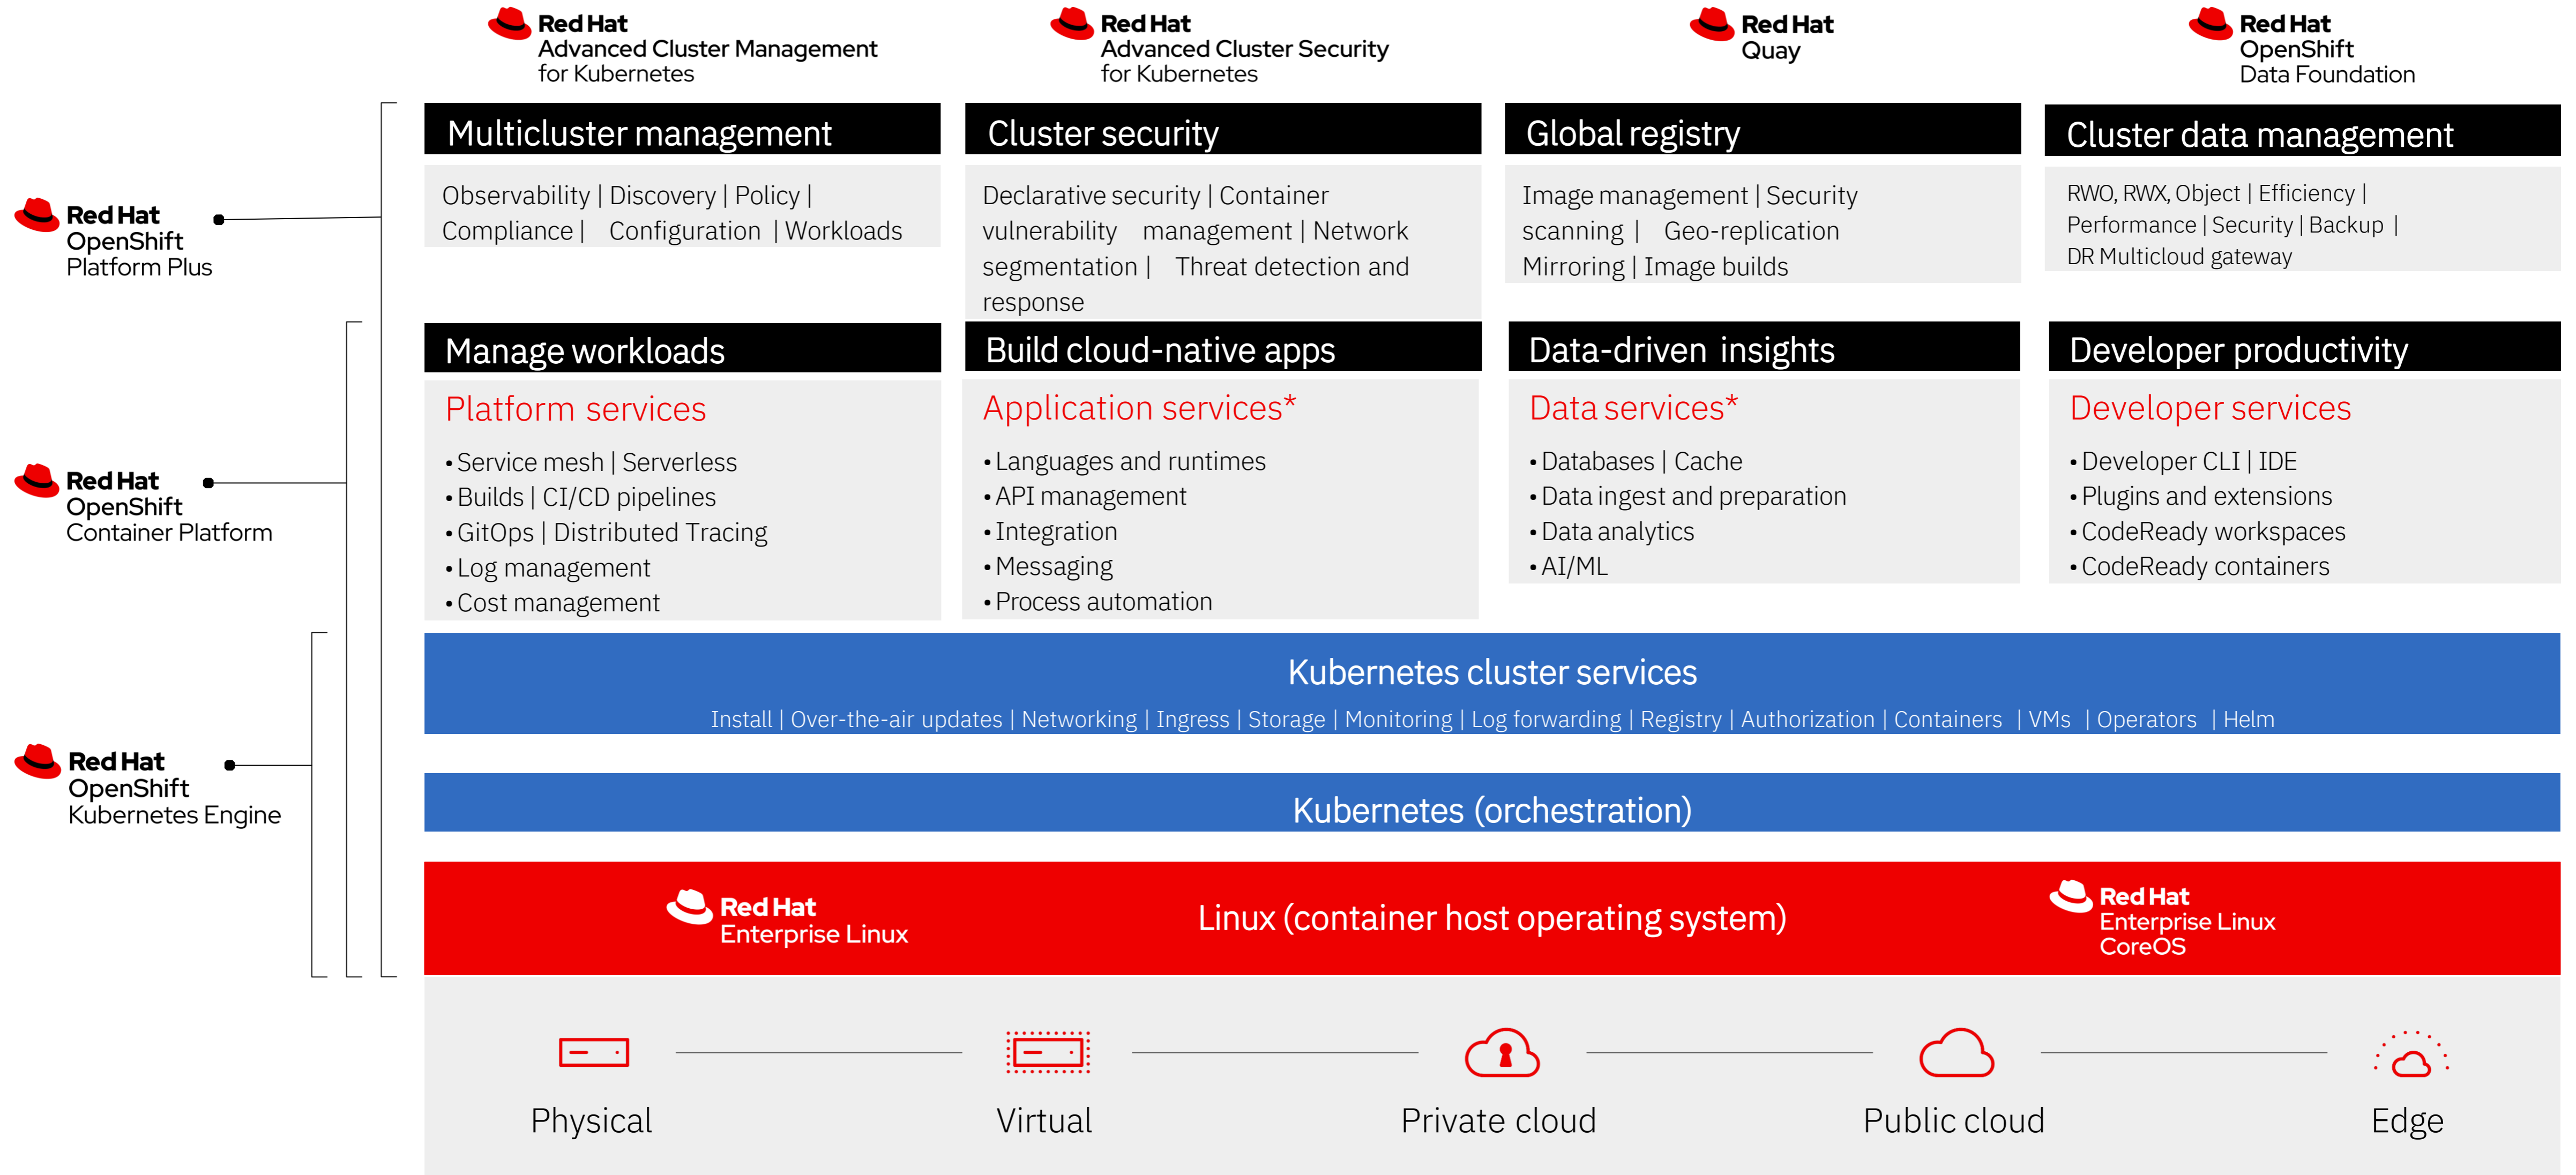 Red Hat
Advanced Cluster Management
for Kubernetes
Red Hat
Advanced Cluster Security
for Kubernetes
Red Hat
Quay
Red Hat
OpenShift
Data Foundation
Red Hat
OpenShift
Platform Plus
Multicluster management
Observability | Discovery | Policy |
Compliance | Configuration | Workloads
Cluster security
Declarative security | Container
vulnerability management | Network
segmentation | Threat detection and
response
Global registry
Image management | Security
scanning | Geo-replication
Mirroring | Image builds
Cluster data management
RWO, RWX, Object | Efficiency |
Performance | Security | Backup |
DR Multicloud gateway
Red Hat
OpenShift
Container Platform
Manage workloads
Platform services
• Service mesh | Serverless
• Builds | CI/CD pipelines
• GitOps | Distributed Tracing
• Log management
• Cost management
Build cloud-native apps
Application services*
• Languages and runtimes
• API management
• Integration
• Messaging
• Process automation
Data-driven insights
Data services*
• Databases | Cache
• Data ingest and preparation
• Data analytics
• AI/ML
Developer productivity
Developer services
• Developer CLI | IDE
• Plugins and extensions
• CodeReady workspaces
• CodeReady containers
Red Hat
OpenShift
Kubernetes Engine
Kubernetes cluster services
Install | Over-the-air updates | Networking | Ingress | Storage | Monitoring | Log forwarding | Registry | Authorization | Containers | VMs | Operators | Helm
Kubernetes (orchestration)
Red Hat
Enterprise Linux
Linux (container host operating system)
Red Hat
Enterprise Linux
CoreOS
Physical
Virtual
Private cloud
Public cloud
Edge